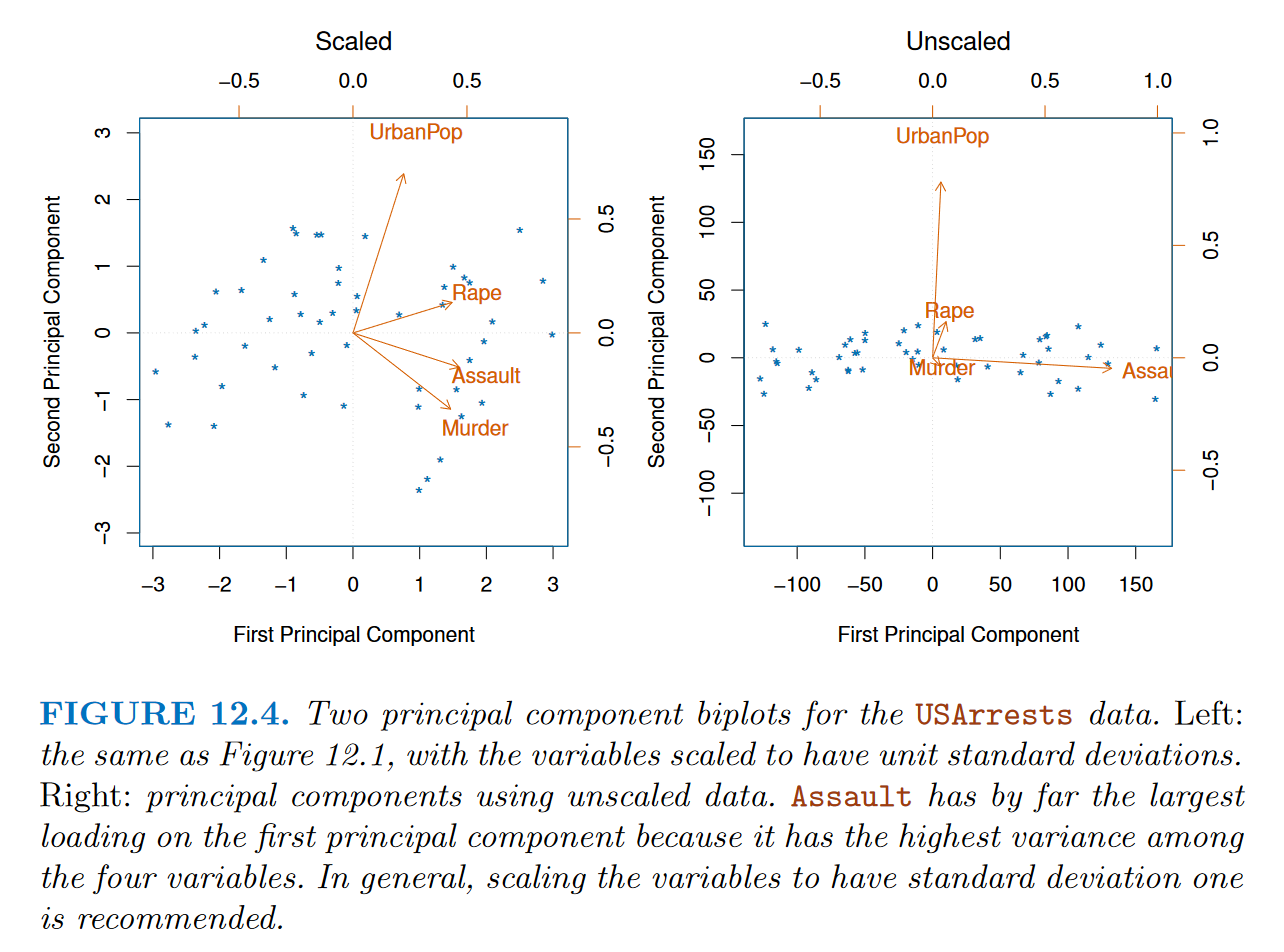 Scaled
−0.5 0.0 0.5
3
2
1
0
−1
−2
−3
Second Principal Component
UrbanPop
Rape
Assault
Murder
0.5
0.0
−0.5
−3 −2 −1 0 1 2 3
First Principal Component
Unscaled
−0.5 0.0 0.5 1.0
150
100
50
0
−50
−100
Second Principal Component
UrbanPop
Rape
Murder
Assau
1.0
0.5
0.0
−0.5
−100 −50 0 50 100 150
First Principal Component
FIGURE 12.4. Two principal component biplots for the USArrests data. Left:
the same as Figure 12.1, with the variables scaled to have unit standard deviations.
Right: principal components using unscaled data. Assault has by far the largest
loading on the first principal component because it has the highest variance among
the four variables. In general, scaling the variables to have standard deviation one
is recommended.